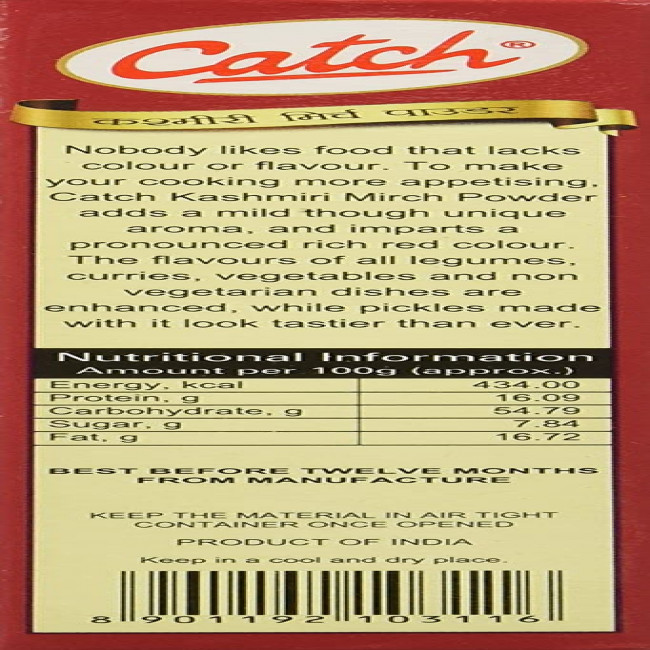 Catch®
कश्मीरी मिर्च पाउडर
Nobody likes food that lacks
colour or flavour. To make
your cooking more appetising,
Catch Kashmiri Mirch Powder
adds a mild though unique
aroma, and imparts a
pronounced rich red colour.
The flavours of all legumes,
curries, vegetables and non
vegetarian dishes are
enhanced, while pickles made
with it look tastier than ever.
Nutritional Information
Amount per 100g (approx.)
Energy, kcal 434.00
Protein, g 16.09
Carbohydrate, g 54.79
Sugar, g 7.84
Fat, g 16.72
BEST BEFORE TWELVE MONTHS
FROM MANUFACTURE
KEEP THE MATERIAL IN AIR TIGHT
CONTAINER ONCE OPENED
PRODUCT OF INDIA
Keep in a cool and dry place.
8 901192 103116